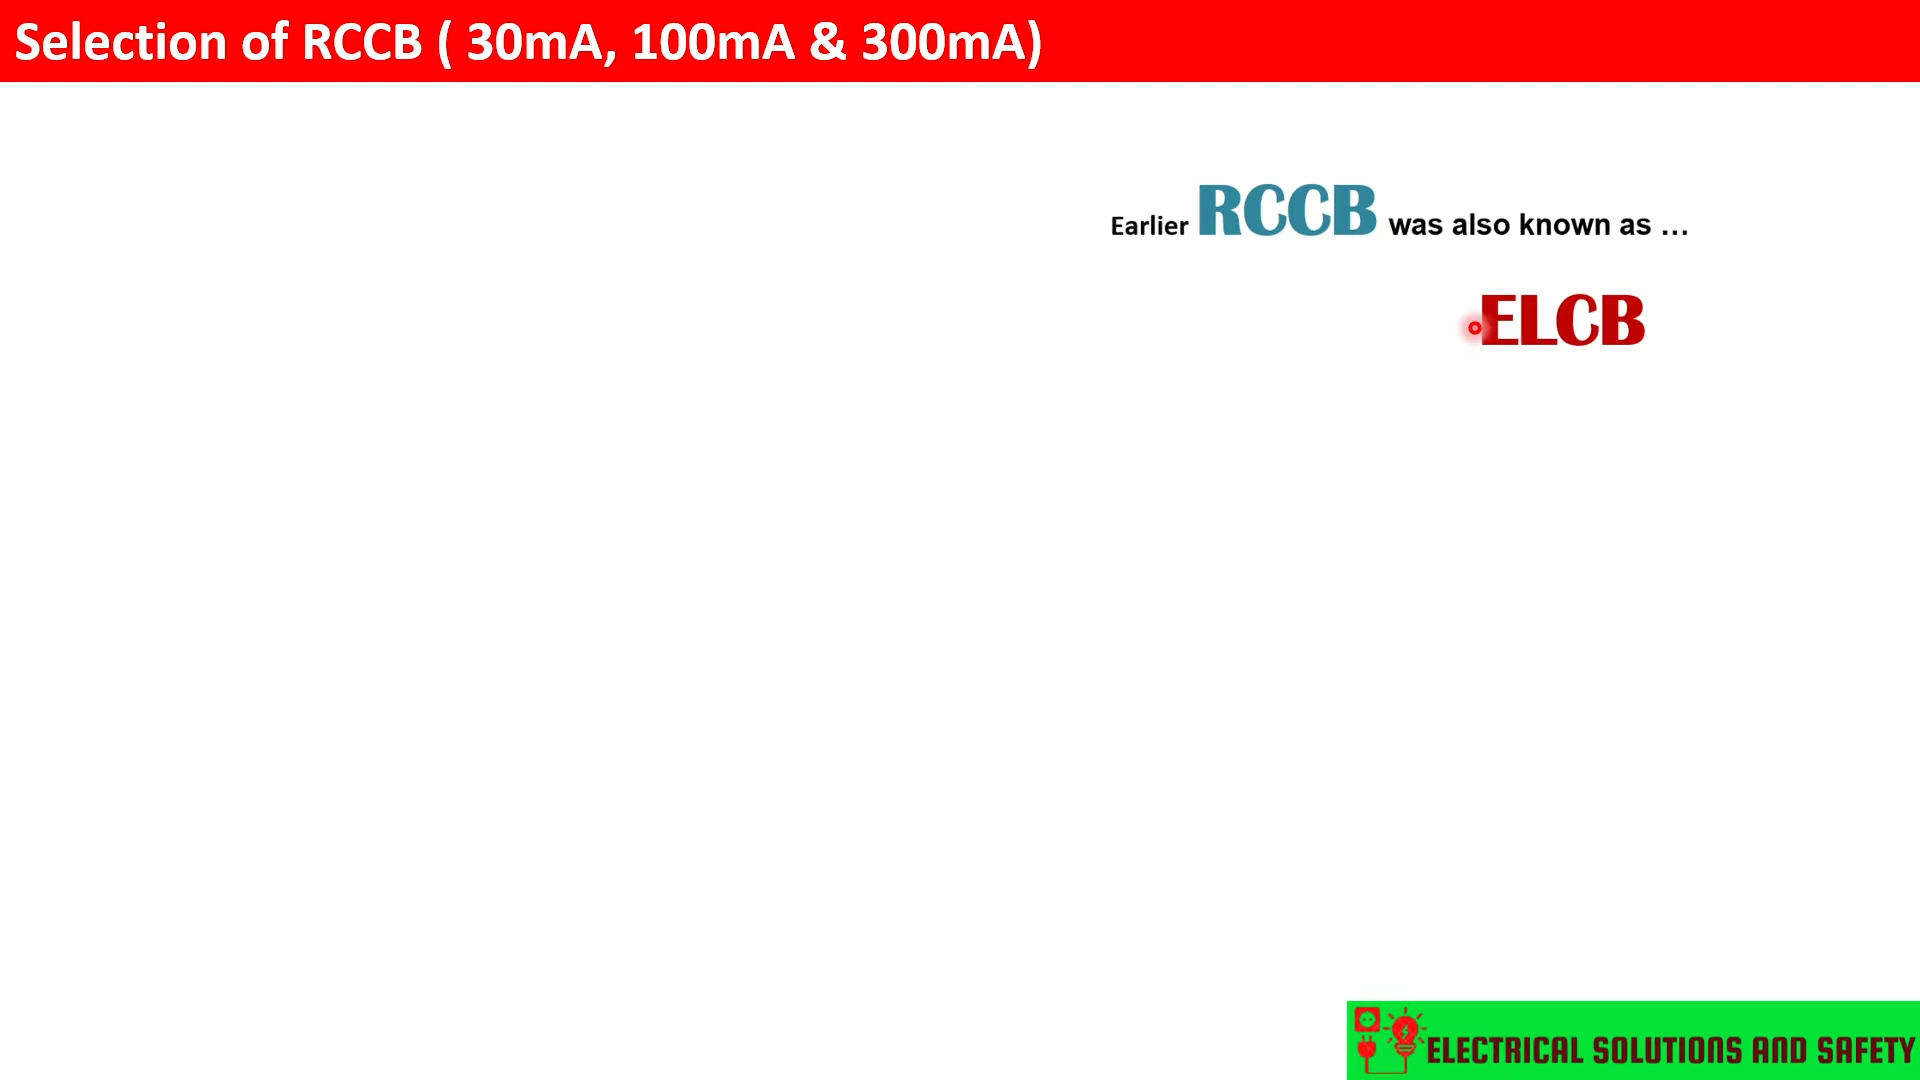 Selection of RCCB ( 30mA, 100mA & 300mA)
Earlier RCCB was also known as ...
ELCB
ELECTRICAL SOLUTIONS AND SAFETY